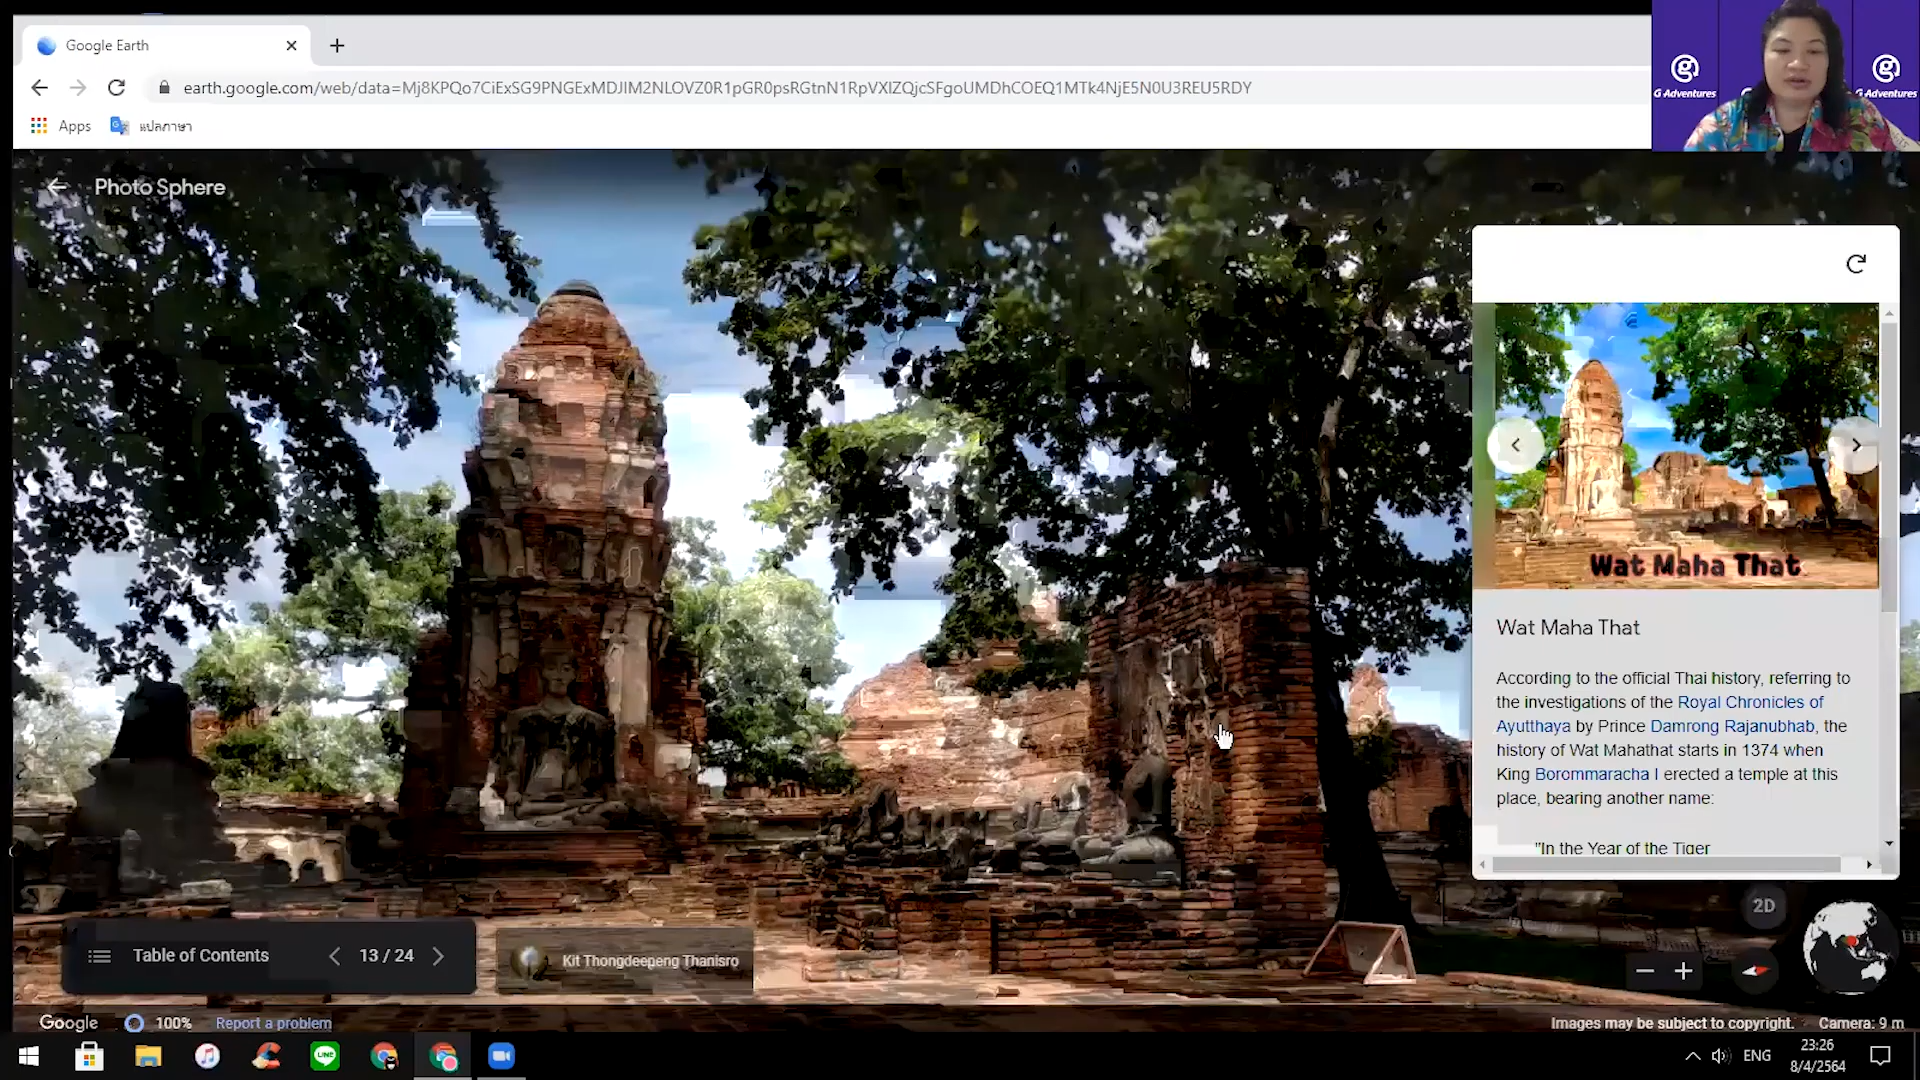 Google Earth
earth.google.com/web/data=Mj8KPQo7CiExSG9PNGExMDJIM2NLOVZ0R1pGR0psRGtnN1RpVXlZQjcSFgoUMDhCOEQ1MTk4NjE5N0U3REU5RDY
Apps
แปลภาษา
G Adventures
G Adventures
Photo Sphere
Wat Maha That
Wat Maha That
According to the official Thai history, referring to
the investigations of the Royal Chronicles of
Ayutthaya by Prince Damrong Rajanubhab, the
history of Wat Mahathat starts in 1374 when
King Borommaracha I erected a temple at this
place, bearing another name:
"In the Year of the Tiger
2D
Table of Contents
13 / 24
Kit Thongdeepeng Thanisro
Google
100%
Report a problem
Images may be subject to copyright.
Camera: 9 m
LINE
ENG
23:26
8/4/2564